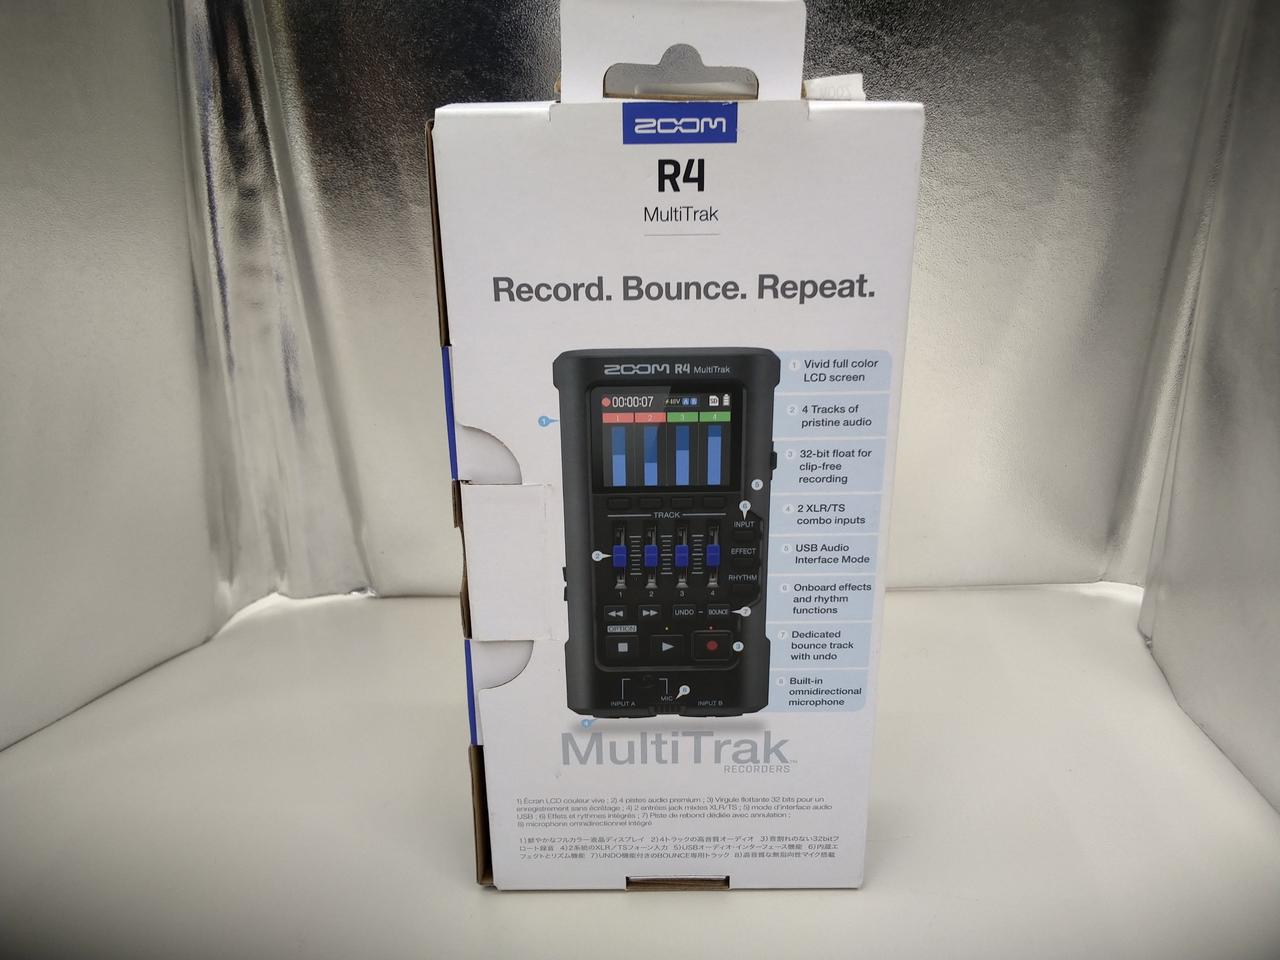 ZOOM
R4
MultiTrak
Record. Bounce. Repeat.
ZOOM R4 MultiTrak
00:00:07
48V A B SD
1 2 3 4
TRACK
1 2 3 4
INPUT
EFFECT
RHYTHM
UNDO – BOUNCE
OPTION
INPUT A MIC INPUT B
1 Vivid full color
LCD screen
2 4 Tracks of
pristine audio
3 32-bit float for
clip-free
recording
4 2 XLR/TS
combo inputs
5 USB Audio
Interface Mode
6 Onboard effects
and rhythm
functions
7 Dedicated
bounce track
with undo
8 Built-in
omnidirectional
microphone
MultiTrak™
RECORDERS
1) Écran LCD couleur vive ; 2) 4 pistes audio premium ; 3) Virgule flottante 32 bits pour un
enregistrement sans écrêtage ; 4) 2 entrées jack mixtes XLR/TS ; 5) mode d'interface audio
USB ; 6) Effets et rythmes intégrés ; 7) Piste de rebond dédiée avec annulation ;
8) microphone omnidirectionnel intégré
1)鮮やかなフルカラー液晶ディスプレイ 2)4トラックの高音質オーディオ 3)音割れのない32bitフ
ロート録音 4)2系統のXLR／TSフォーン入力 5)USBオーディオ・インターフェース機能 6)内蔵エ
フェクトとリズム機能 7)UNDO機能付きのBOUNCE専用トラック 8)高音質な無指向性マイク搭載